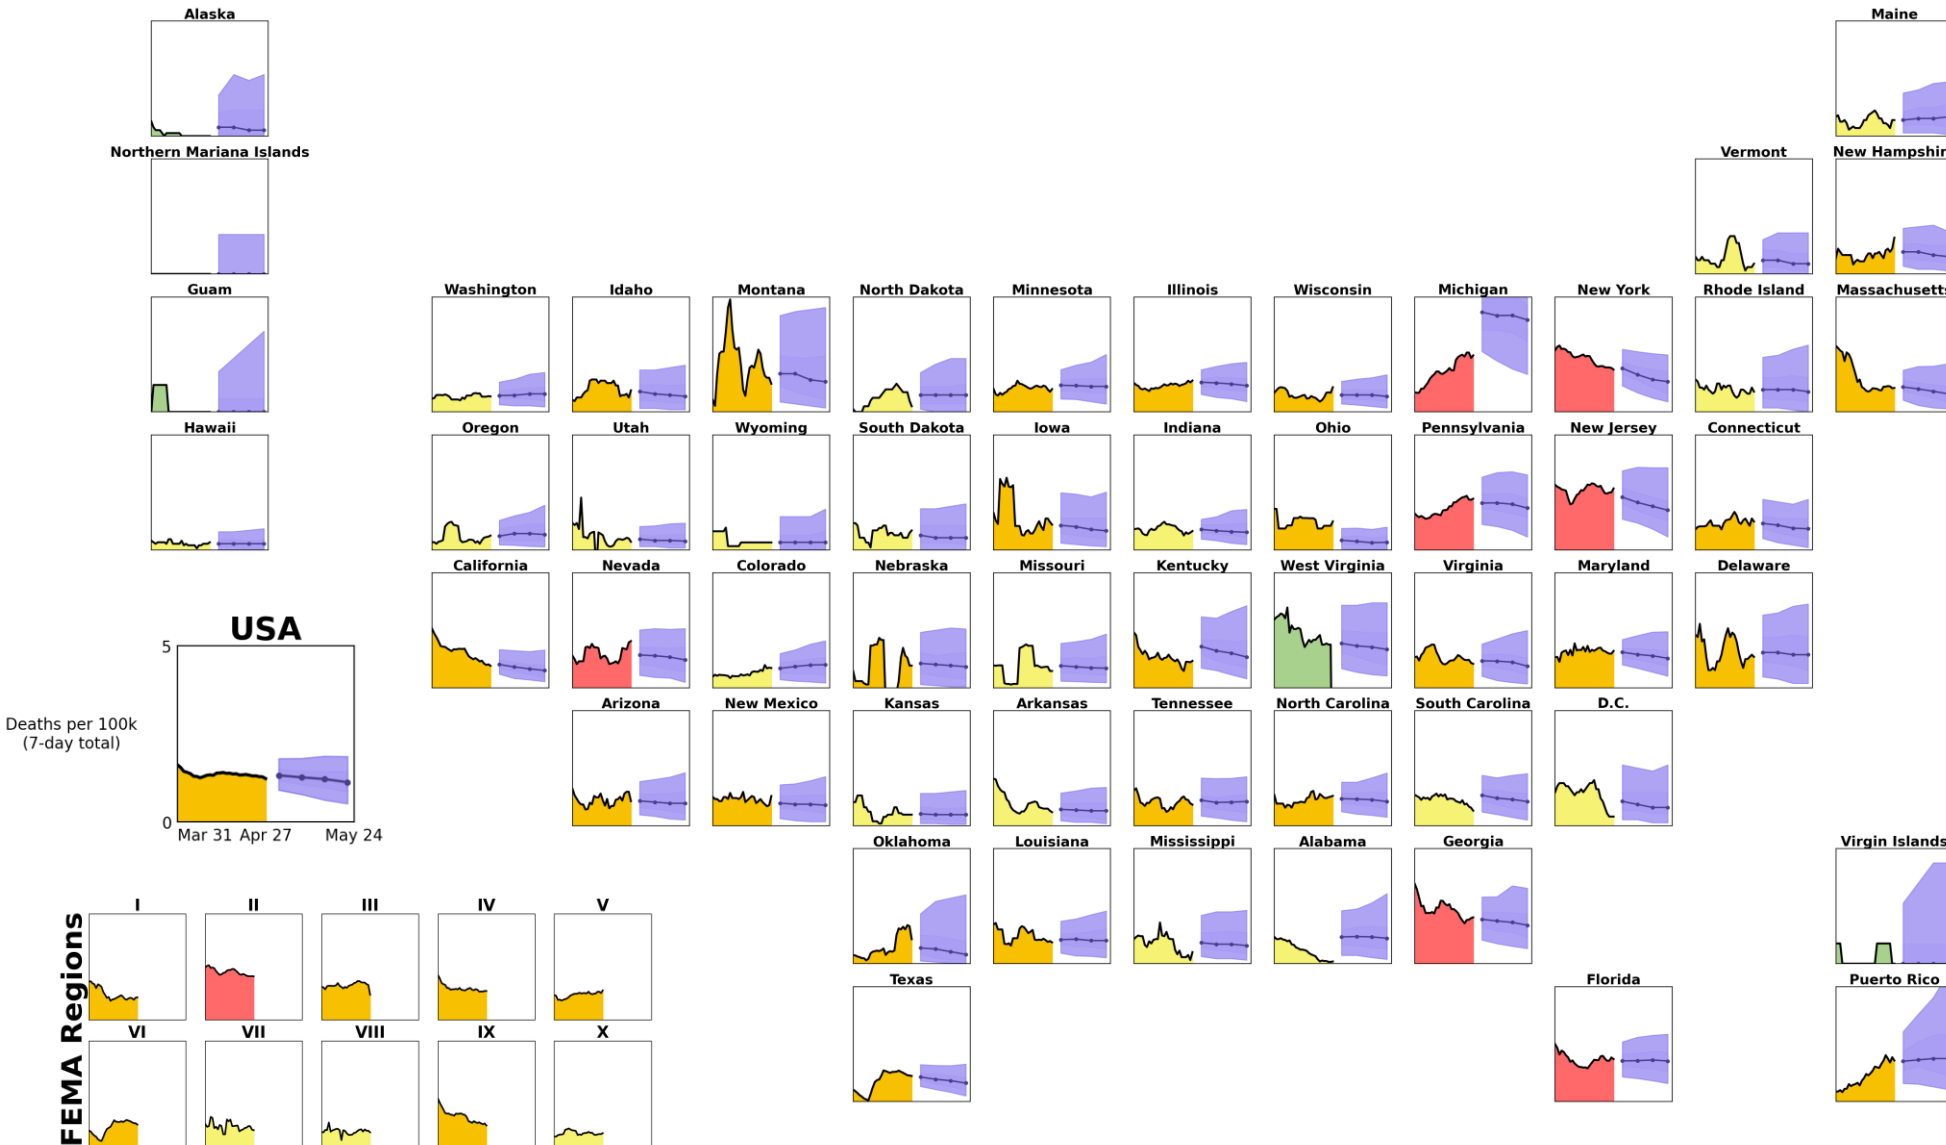 Alaska
Maine
Northern Mariana Islands
Vermont
New Hampshir
Guam
Washington
Idaho
Montana
North Dakota
Minnesota
Illinois
Wisconsin
Michigan
New York
Rhode Island
Massachusetts
Hawaii
Oregon
Utah
Wyoming
South Dakota
Iowa
Indiana
Ohio
Pennsylvania
New Jersey
Connecticut
California
Nevada
Colorado
Nebraska
Missouri
Kentucky
West Virginia
Virginia
Maryland
Delaware
USA
5
Deaths per 100k
(7-day total)
0
Mar 31 Apr 27 May 24
Arizona
New Mexico
Kansas
Arkansas
Tennessee
North Carolina
South Carolina
D.C.
Oklahoma
Louisiana
Mississippi
Alabama
Georgia
Virgin Islands
Texas
Florida
Puerto Rico
FEMA Regions
I
II
III
IV
V
VI
VII
VIII
IX
X